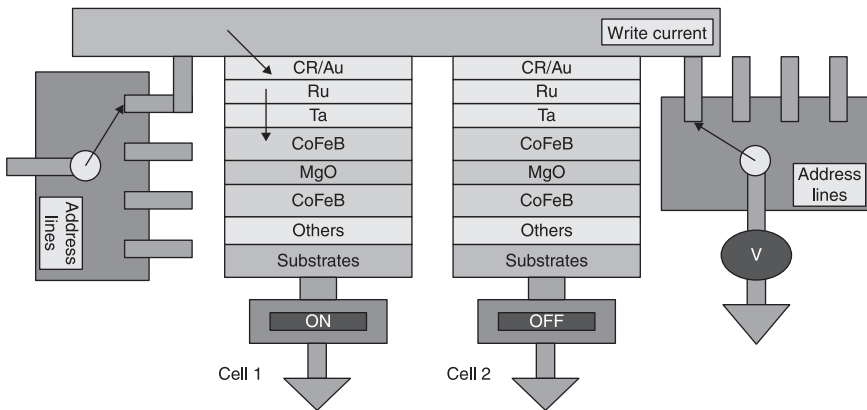 Write current
CR/Au
Ru
Ta
CoFeB
MgO
CoFeB
Others
Substrates
ON
Cell 1
CR/Au
Ru
Ta
CoFeB
MgO
CoFeB
Others
Substrates
OFF
Cell 2
Address
lines
Address
lines
V